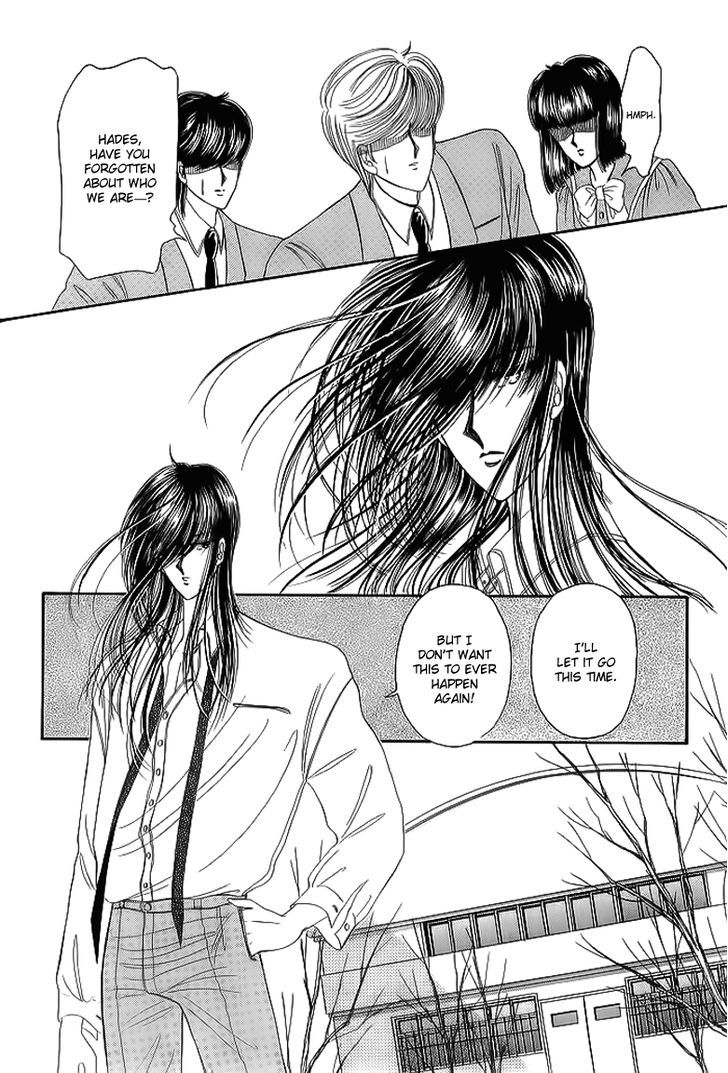 HMPH.
HADES,
HAVE YOU
FORGOTTEN
ABOUT WHO
WE ARE—?
I'LL
LET IT GO
THIS TIME.
BUT I
DON'T WANT
THIS TO EVER
HAPPEN
AGAIN!